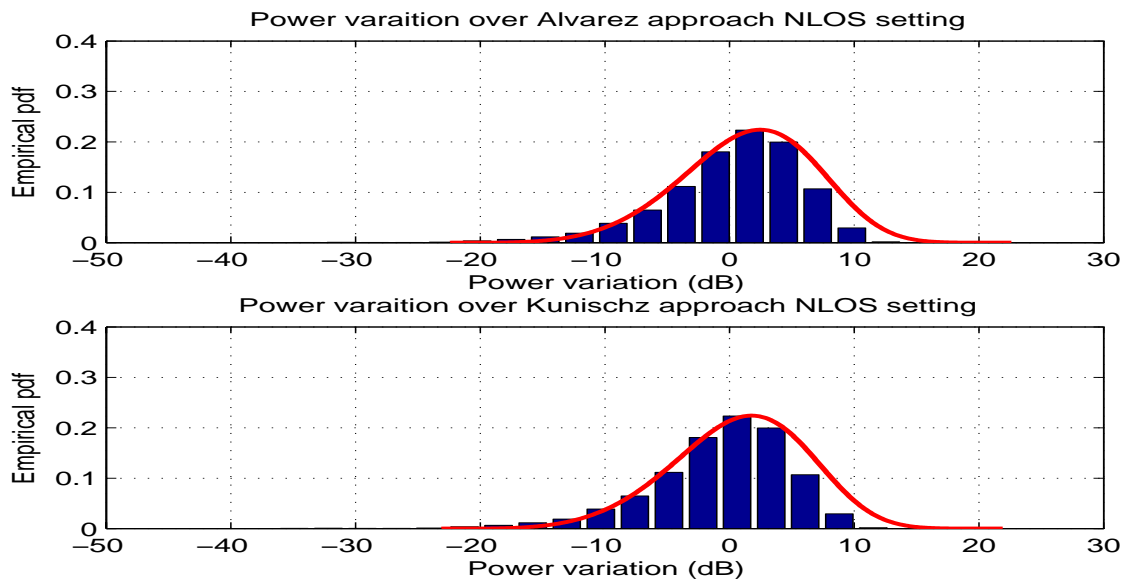 Power varaition over Alvarez approach NLOS setting
0.4
0.3
0.2
0.1
0
Empirical pdf
−50 −40 −30 −20 −10 0 10 20 30
Power variation (dB)
Power varaition over Kunischz approach NLOS setting
0.4
0.3
0.2
0.1
0
Empirical pdf
−50 −40 −30 −20 −10 0 10 20 30
Power variation (dB)